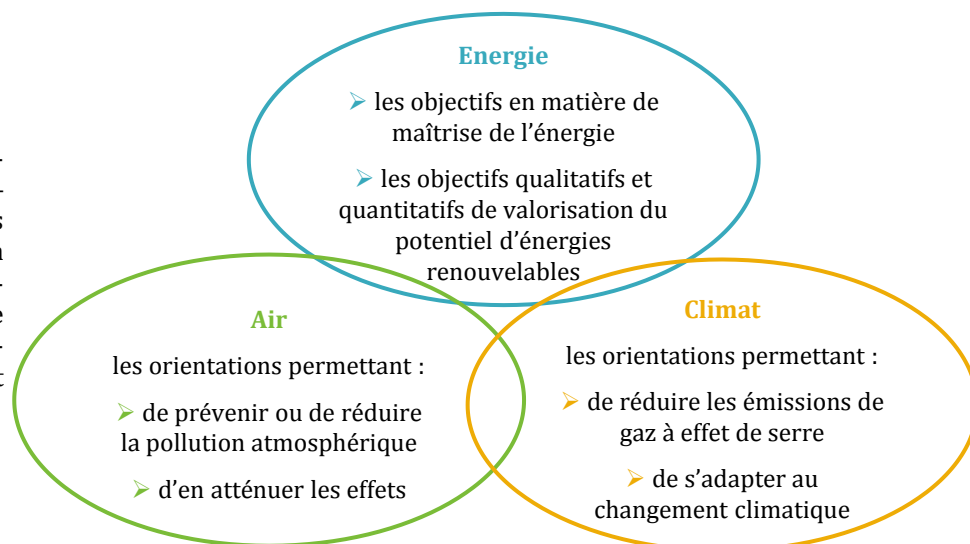 Energie
➢ les objectifs en matière de
maîtrise de l’énergie
➢ les objectifs qualitatifs et
quantitatifs de valorisation du
potentiel d’énergies
renouvelables
Air
les orientations permettant :
➢ de prévenir ou de réduire
la pollution atmosphérique
➢ d’en atténuer les effets
Climat
les orientations permettant :
➢ de réduire les émissions de
gaz à effet de serre
➢ de s’adapter au
changement climatique